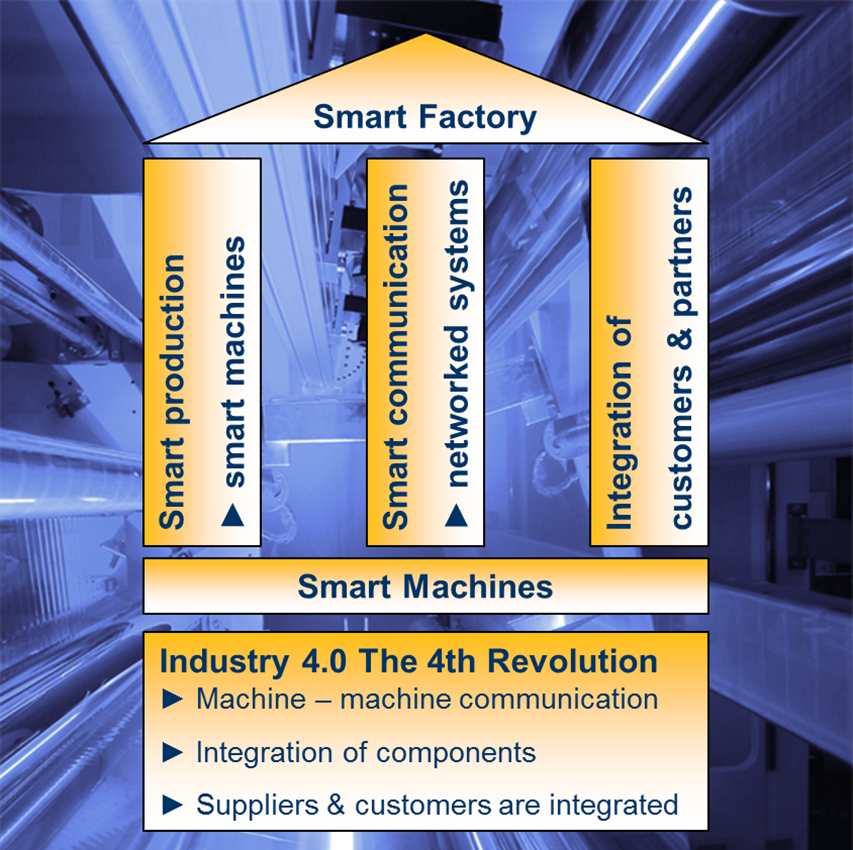 Smart Factory
Smart production
► smart machines
Smart communication
► networked systems
Integration of
customers & partners
Smart Machines
Industry 4.0 The 4th Revolution
► Machine – machine communication
► Integration of components
► Suppliers & customers are integrated